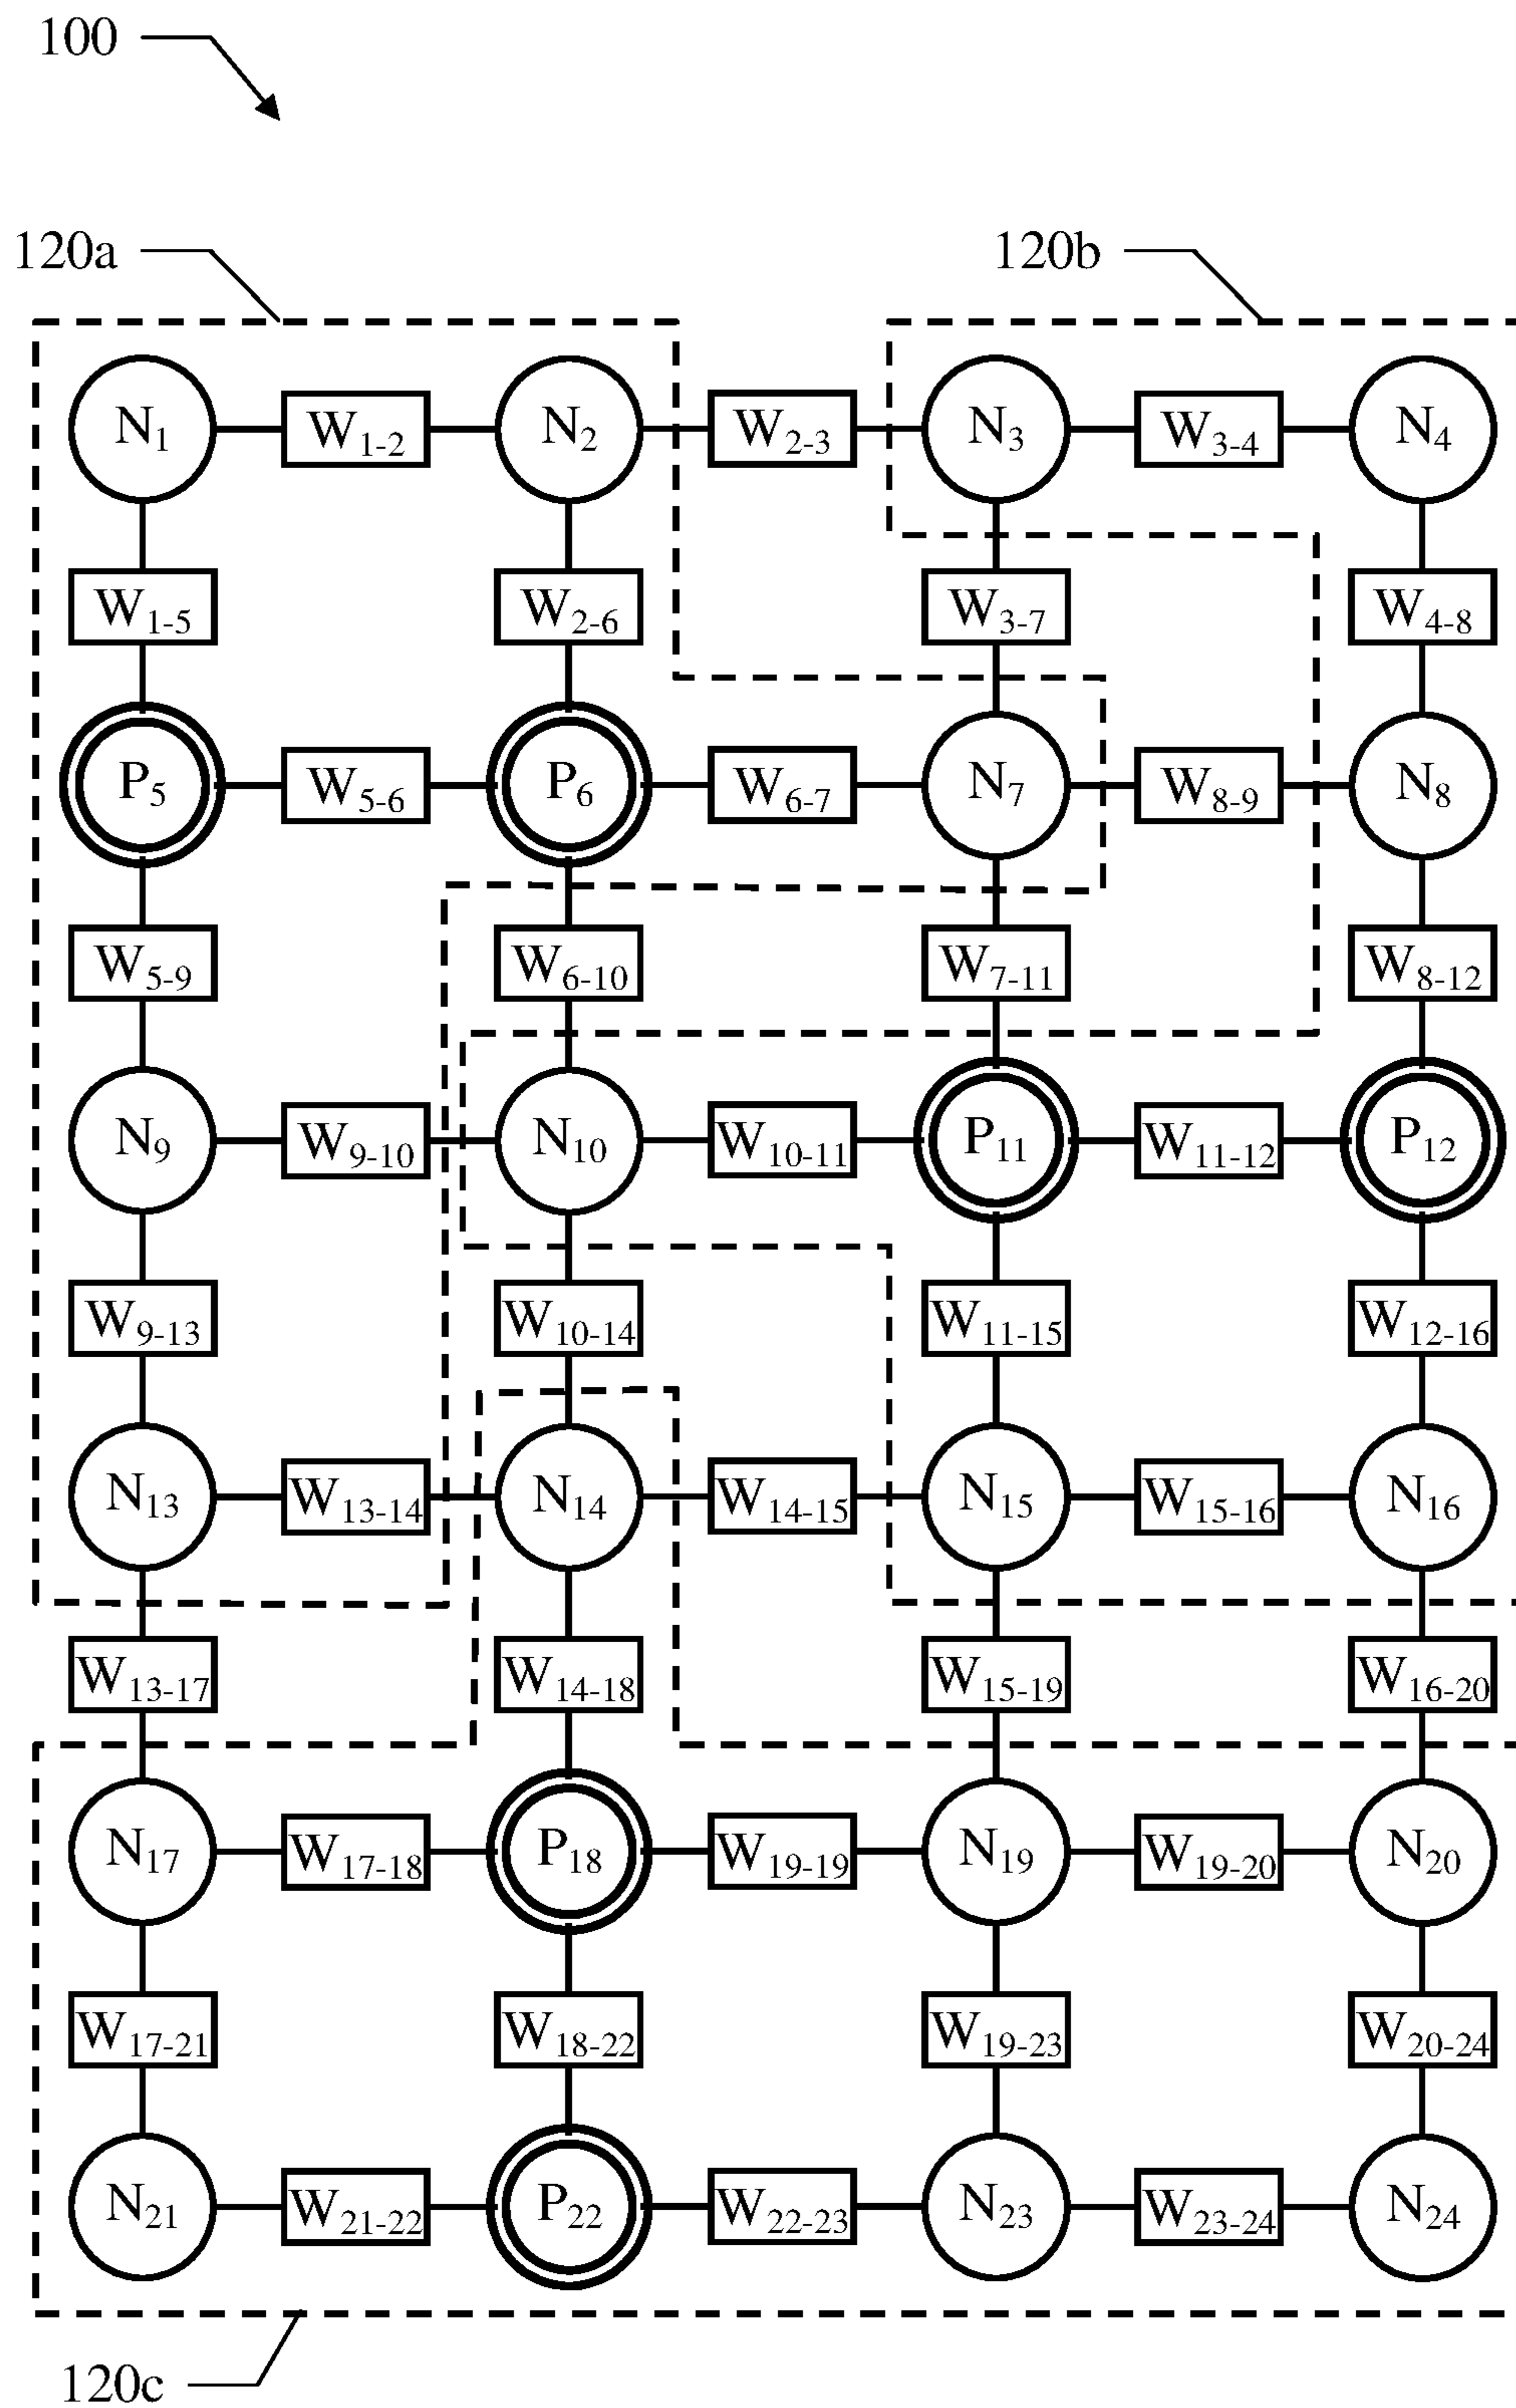 100
120a 120b
N1 W1-2 N2 W2-3 N3 W3-4 N4
W1-5 W2-6 W3-7 W4-8
P5 W5-6 P6 W6-7 N7 W8-9 N8
W5-9 W6-10 W7-11 W8-12
N9 W9-10 N10 W10-11 P11 W11-12 P12
W9-13 W10-14 W11-15 W12-16
N13 W13-14 N14 W14-15 N15 W15-16 N16
W13-17 W14-18 W15-19 W16-20
N17 W17-18 P18 W19-19 N19 W19-20 N20
W17-21 W18-22 W19-23 W20-24
N21 W21-22 P22 W22-23 N23 W23-24 N24
120c